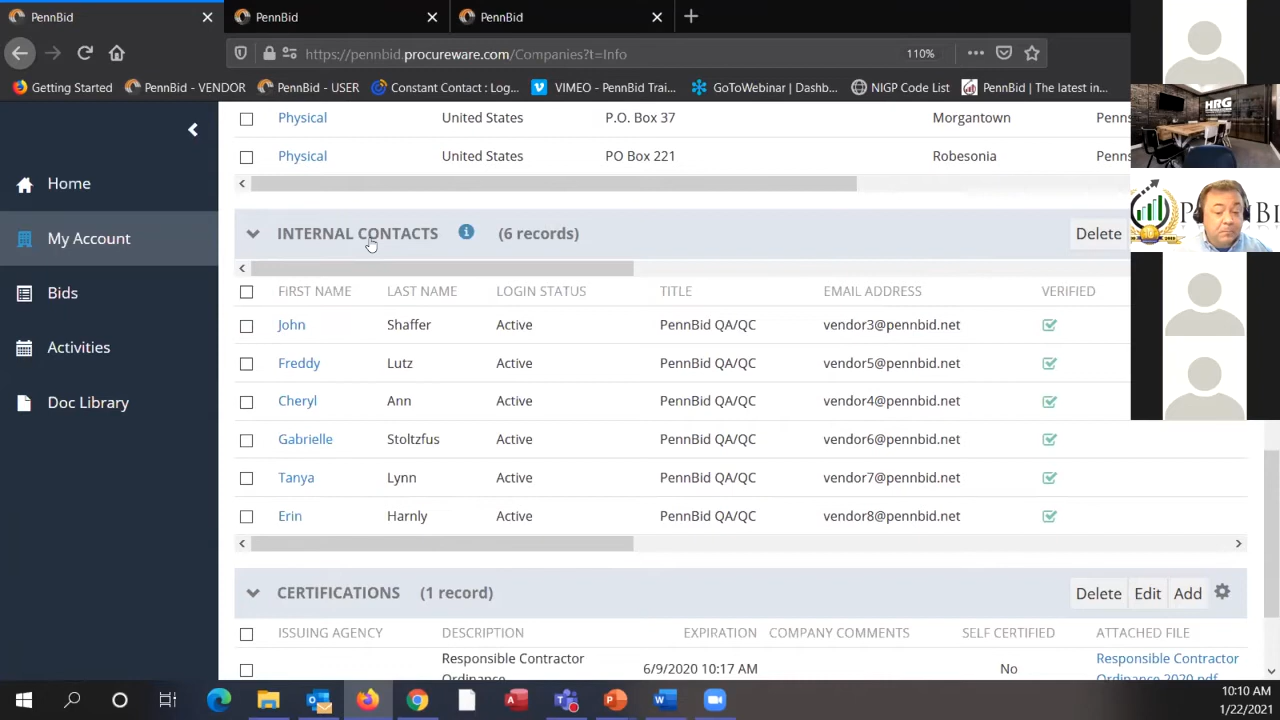 PennBid
PennBid
PennBid
https://pennbid.procureware.com/Companies?t=Info
110%
Getting Started
PennBid - VENDOR
PennBid - USER
Constant Contact : Log...
VIMEO - PennBid Trai...
GoToWebinar | Dashb...
NIGP Code List
PennBid | The latest in...
Home
My Account
Bids
Activities
Doc Library
Physical United States P.O. Box 37 Morgantown Penns
Physical United States PO Box 221 Robesonia Penns
INTERNAL CONTACTS (6 records) Delete
FIRST NAME LAST NAME LOGIN STATUS TITLE EMAIL ADDRESS VERIFIED
John Shaffer Active PennBid QA/QC vendor3@pennbid.net
Freddy Lutz Active PennBid QA/QC vendor5@pennbid.net
Cheryl Ann Active PennBid QA/QC vendor4@pennbid.net
Gabrielle Stoltzfus Active PennBid QA/QC vendor6@pennbid.net
Tanya Lynn Active PennBid QA/QC vendor7@pennbid.net
Erin Harnly Active PennBid QA/QC vendor8@pennbid.net
CERTIFICATIONS (1 record) Delete Edit Add
ISSUING AGENCY DESCRIPTION EXPIRATION COMPANY COMMENTS SELF CERTIFIED ATTACHED FILE
Responsible Contractor 6/9/2020 10:17 AM No Responsible Contractor
Ordinance Ordinance 2020.pdf
HRG
10:10 AM
1/22/2021